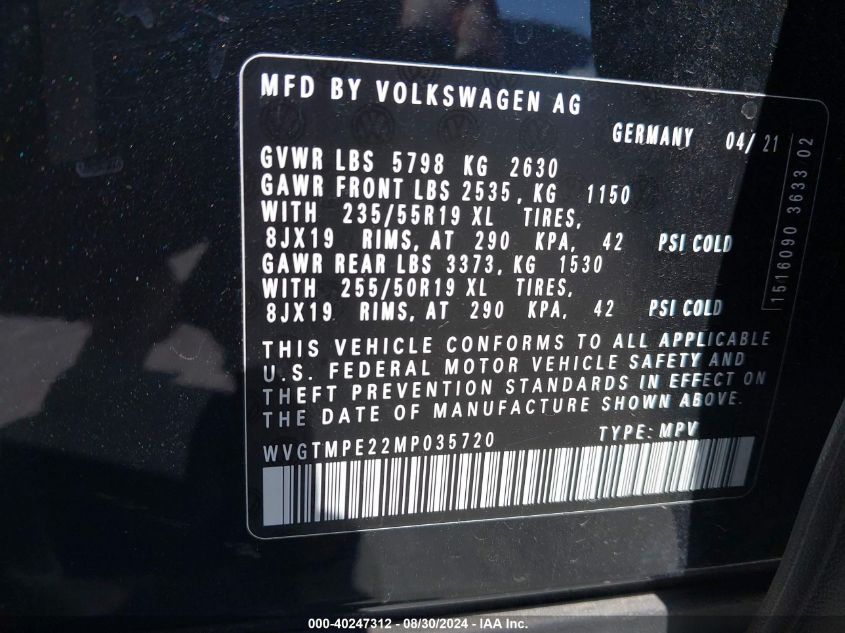 MFD BY VOLKSWAGEN AG
GERMANY 04/21
GVWR LBS 5798 KG 2630
GAWR FRONT LBS 2535, KG 1150
WITH 235/55R19 XL TIRES,
8JX19 RIMS, AT 290 KPA, 42 PSI COLD
GAWR REAR LBS 3373, KG 1530
WITH 255/50R19 XL TIRES,
8JX19 RIMS, AT 290 KPA, 42 PSI COLD
THIS VEHICLE CONFORMS TO ALL APPLICABLE
U.S. FEDERAL MOTOR VEHICLE SAFETY AND
THEFT PREVENTION STANDARDS IN EFFECT ON
THE DATE OF MANUFACTURE SHOWN ABOVE.
WVGTMPE22MP035720 TYPE: MPV
1516090 3633 02
000-40247312 - 08/30/2024 - IAA Inc.